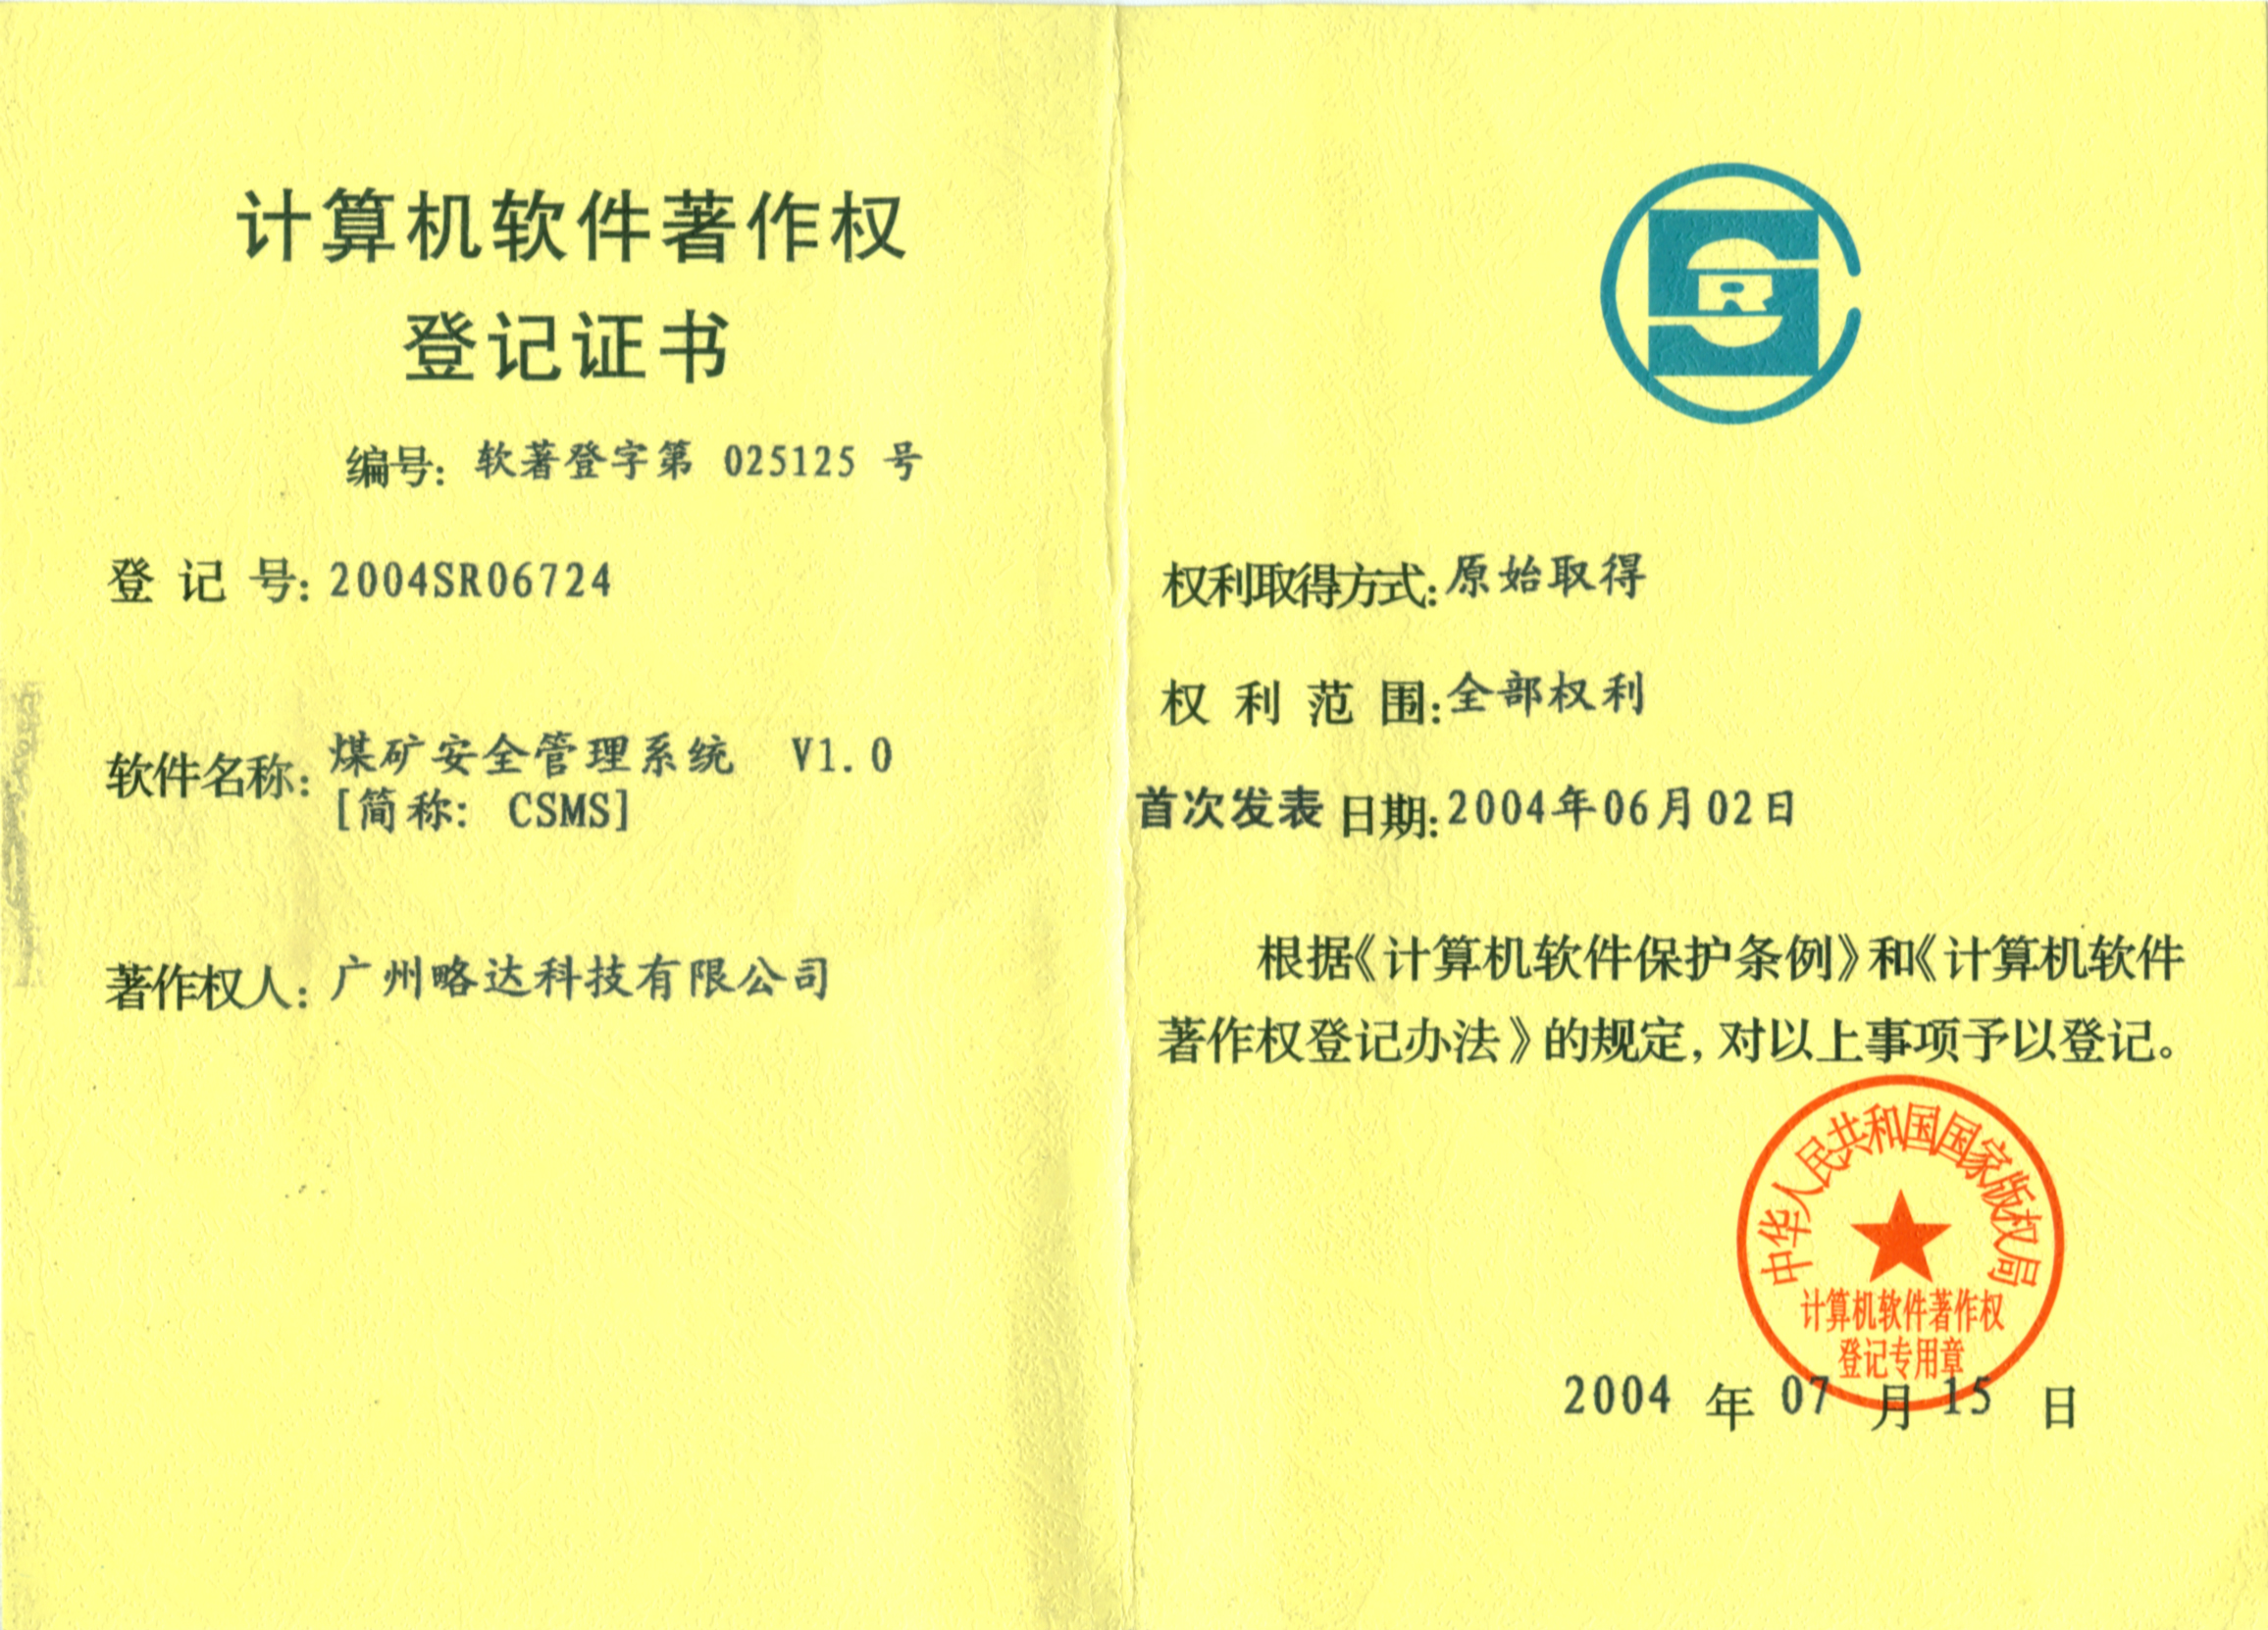 计算机软件著作权
登记证书
编号: 软著登字第 025125 号
登 记 号: 2004SR06724
软件名称: 煤矿安全管理系统 V1.0
[简称: CSMS]
著作权人: 广州略达科技有限公司
SR
权利取得方式: 原始取得
权 利 范 围: 全部权利
首次发表 日期: 2004年06月02日
根据《计算机软件保护条例》和《计算机软件
著作权登记办法》的规定, 对以上事项予以登记。
中华人民共和国国家版权局
计算机软件著作权
登记专用章
2004 年 07 月 15 日